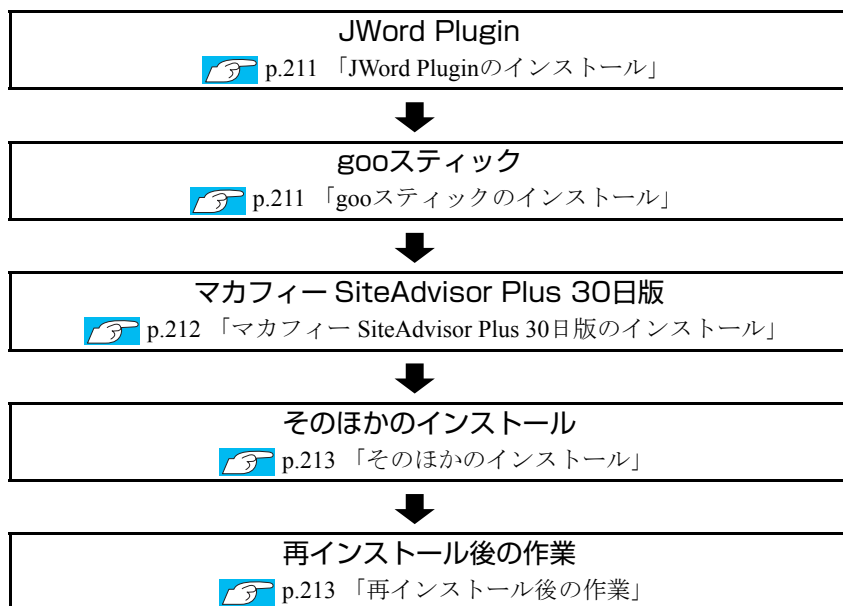 JWord Plugin
p.211 「JWord Pluginのインストール」
gooスティック
p.211 「gooスティックのインストール」
マカフィー SiteAdvisor Plus 30日版
p.212 「マカフィー SiteAdvisor Plus 30日版のインストール」
そのほかのインストール
p.213 「そのほかのインストール」
再インストール後の作業
p.213 「再インストール後の作業」